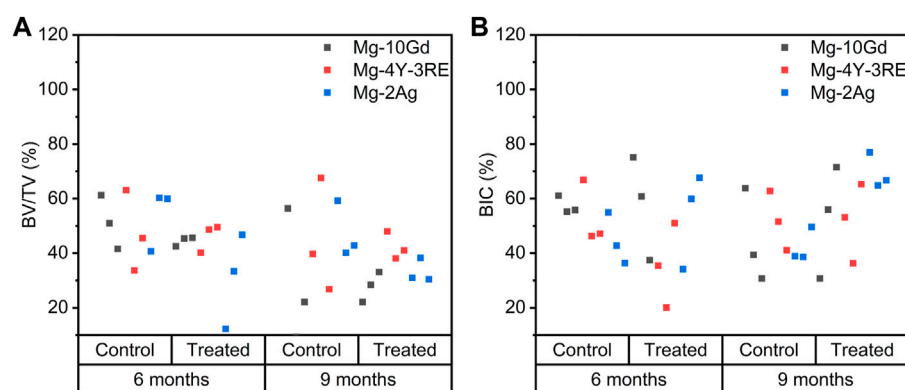 A
BV/TV (%)
120
100
80
60
40
20
Mg-10Gd
Mg-4Y-3RE
Mg-2Ag
Control Treated Control Treated
6 months 9 months
B
BIC (%)
120
100
80
60
40
20
Mg-10Gd
Mg-4Y-3RE
Mg-2Ag
Control Treated Control Treated
6 months 9 months